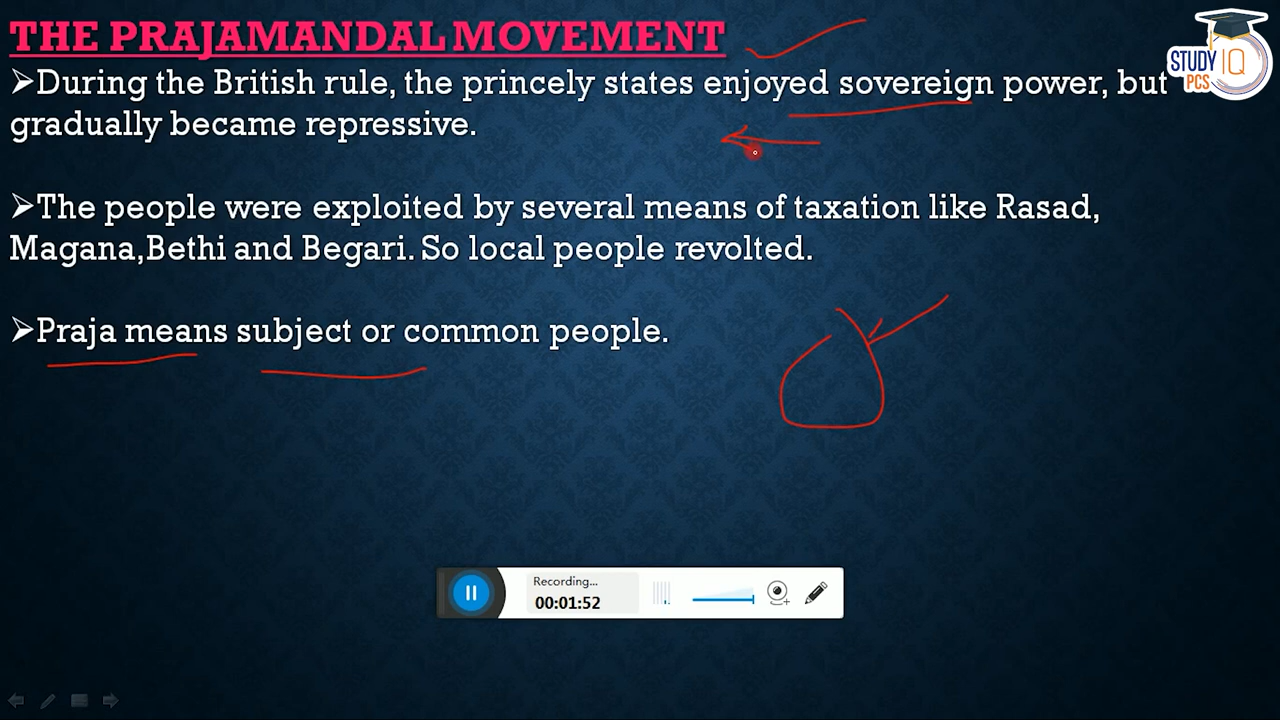 THE PRAJAMANDAL MOVEMENT
➢During the British rule, the princely states enjoyed sovereign power, but
gradually became repressive.
➢The people were exploited by several means of taxation like Rasad,
Magana,Bethi and Begari. So local people revolted.
➢Praja means subject or common people.
STUDY IQ
PCS
Recording...
00:01:52